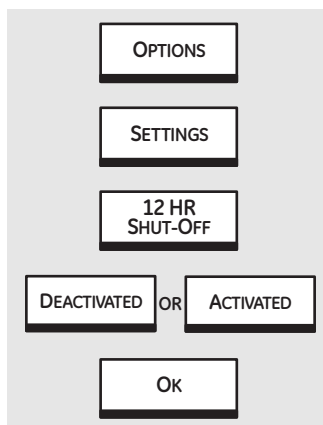 OPTIONS
SETTINGS
12 HR
SHUT-OFF
DEACTIVATED OR ACTIVATED
OK